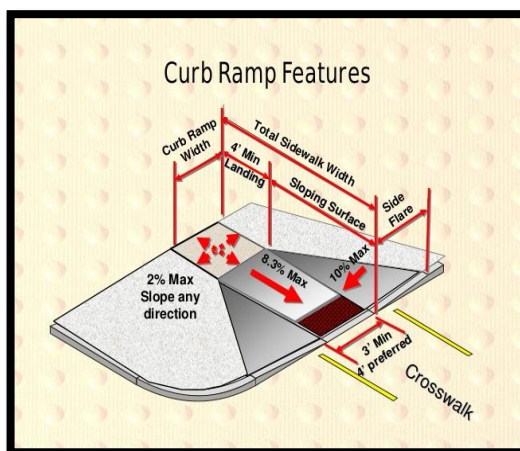 Curb Ramp Features
Curb Ramp
Width
4' Min
Landing
Total Sidewalk Width
Sloping Surface
Side
Flare
2% Max
Slope any
direction
8.3% Max
10% Max
3' Min
4' preferred
Crosswalk